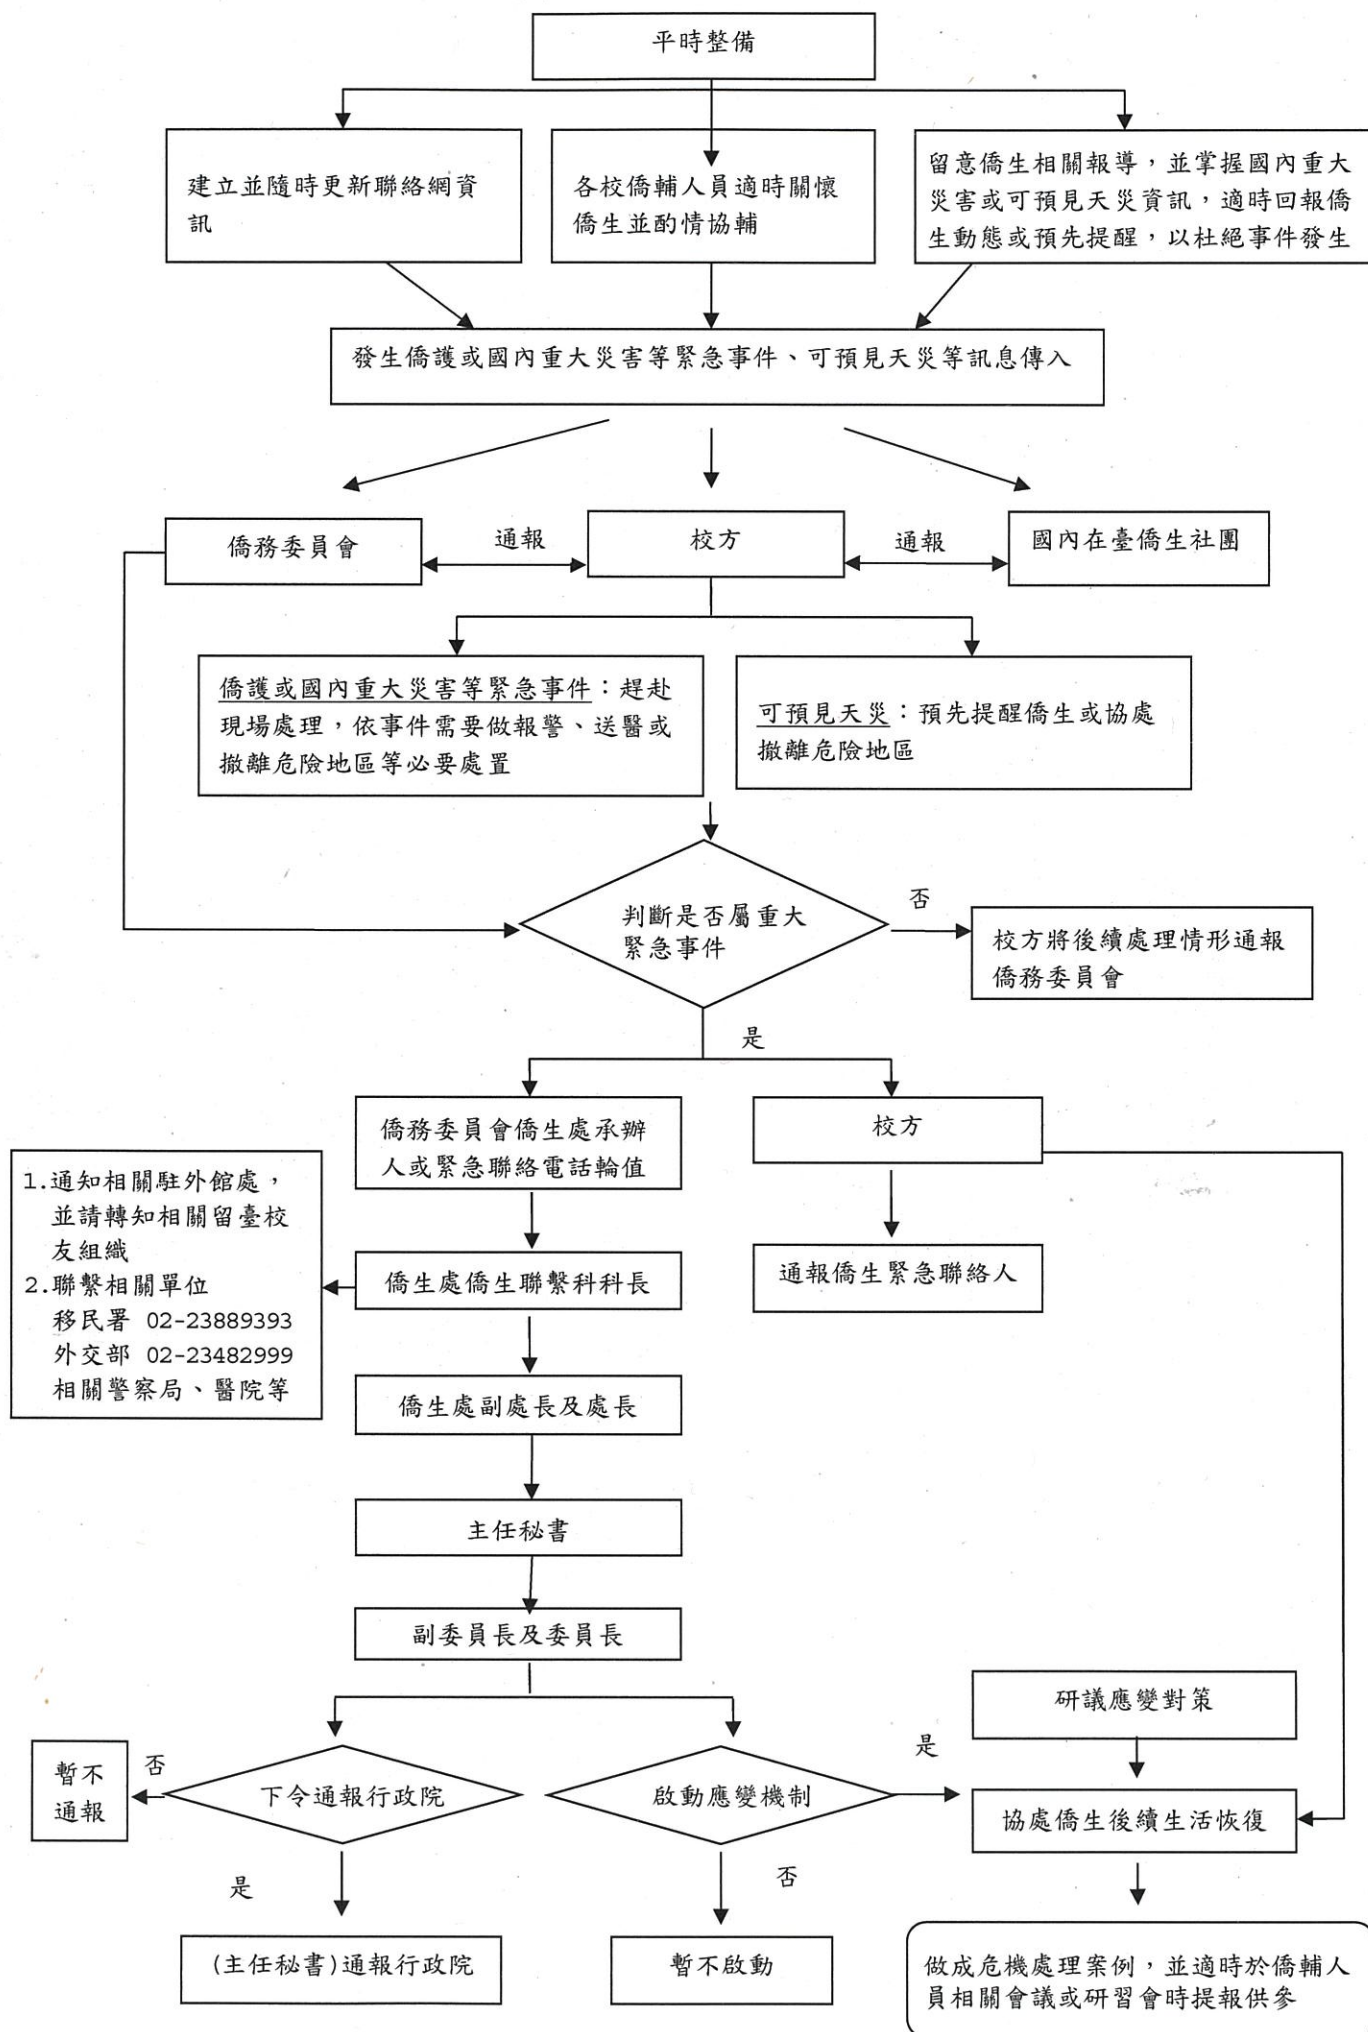 平時整備
建立並隨時更新聯絡網資
訊
各校僑輔人員適時關懷
僑生並酌情協輔
留意僑生相關報導，並掌握國內重大
災害或可預見天災資訊，適時回報僑
生動態或預先提醒，以杜絕事件發生
發生僑護或國內重大災害等緊急事件、可預見天災等訊息傳入
僑務委員會
通報
校方
通報
國內在臺僑生社團
僑護或國內重大災害等緊急事件：趕赴
現場處理，依事件需要做報警、送醫或
撤離危險地區等必要處置
可預見天災：預先提醒僑生或協處
撤離危險地區
判斷是否屬重大
緊急事件
否
校方將後續處理情形通報
僑務委員會
是
僑務委員會僑生處承辦
人或緊急聯絡電話輪值
校方
1.通知相關駐外館處，
並請轉知相關留臺校
友組織
2.聯繫相關單位
移民署 02-23889393
外交部 02-23482999
相關警察局、醫院等
僑生處僑生聯繫科科長
通報僑生緊急聯絡人
僑生處副處長及處長
主任秘書
副委員長及委員長
研議應變對策
暫不
通報
否
下令通報行政院
啟動應變機制
是
協處僑生後續生活恢復
是
否
(主任秘書)通報行政院
暫不啟動
做成危機處理案例，並適時於僑輔人
員相關會議或研習會時提報供參